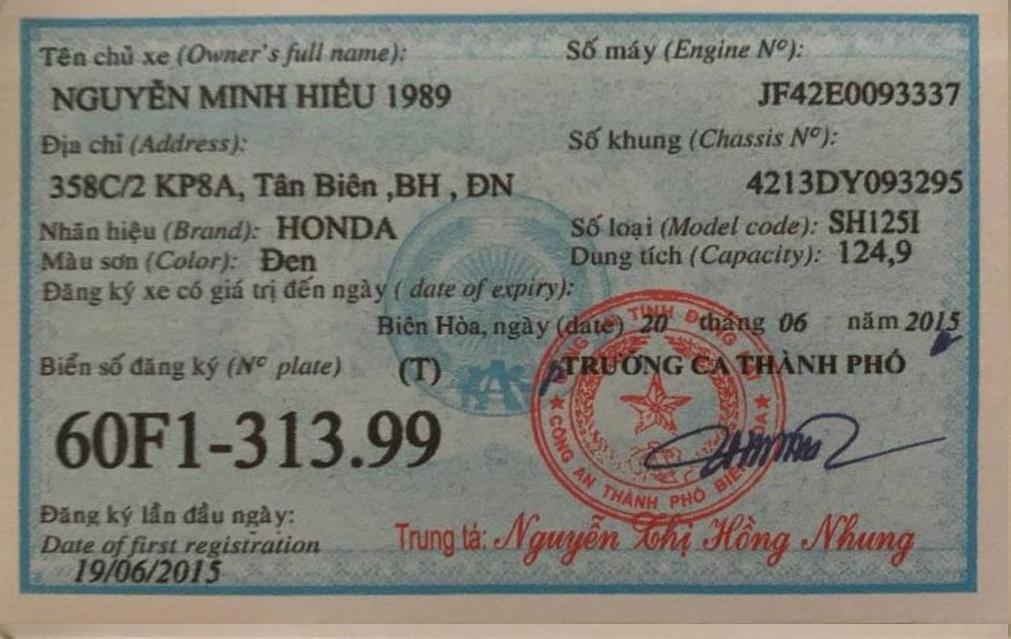 Tên chủ xe (Owner's full name):
NGUYỄN MINH HIẾU 1989
Địa chỉ (Address):
358C/2 KP8A, Tân Biên ,BH , ĐN
Nhãn hiệu (Brand): HONDA
Màu sơn (Color): Đen
Số máy (Engine Nº):
JF42E0093337
Số khung (Chassis Nº):
4213DY093295
Số loại (Model code): SH125I
Dung tích (Capacity): 124,9
Đăng ký xe có giá trị đến ngày ( date of expiry):
Biên Hòa, ngày (date) 20 tháng 06 năm 2015
Biển số đăng ký (Nº plate) (T)
60F1-313.99
Đăng ký lần đầu ngày:
Date of first registration
19/06/2015
TRƯỞNG CA THÀNH PHỐ
TỈNH ĐỒNG
CÔNG AN THÀNH PHỐ BIÊN HÒA
Trung tá: Nguyễn Thị Hồng Nhung